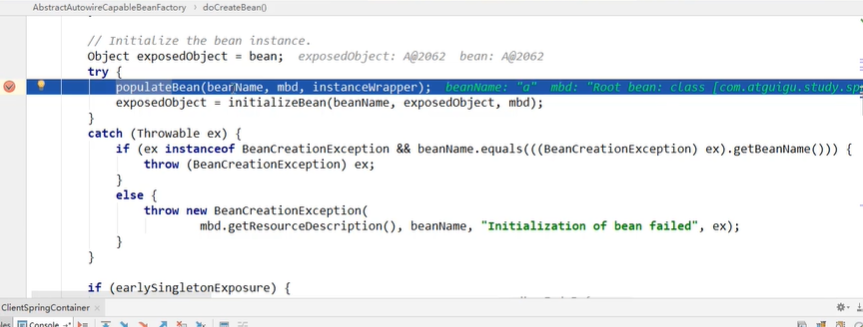 AbstractAutowireCapableBeanFactory › doCreateBean()
// Initialize the bean instance.
Object exposedObject = bean;  exposedObject: A@2062  bean: A@2062
try {
populateBean(beanName, mbd, instanceWrapper);  beanName: "a"  mbd: "Root bean: class [com.atguigu.study.sp
exposedObject = initializeBean(beanName, exposedObject, mbd);
}
catch (Throwable ex) {
if (ex instanceof BeanCreationException && beanName.equals(((BeanCreationException) ex).getBeanName())) {
throw (BeanCreationException) ex;
}
else {
throw new BeanCreationException(
mbd.getResourceDescription(), beanName, "Initialization of bean failed", ex);
}
}
if (earlySingletonExposure) {
ClientSpringContainer ×
Console